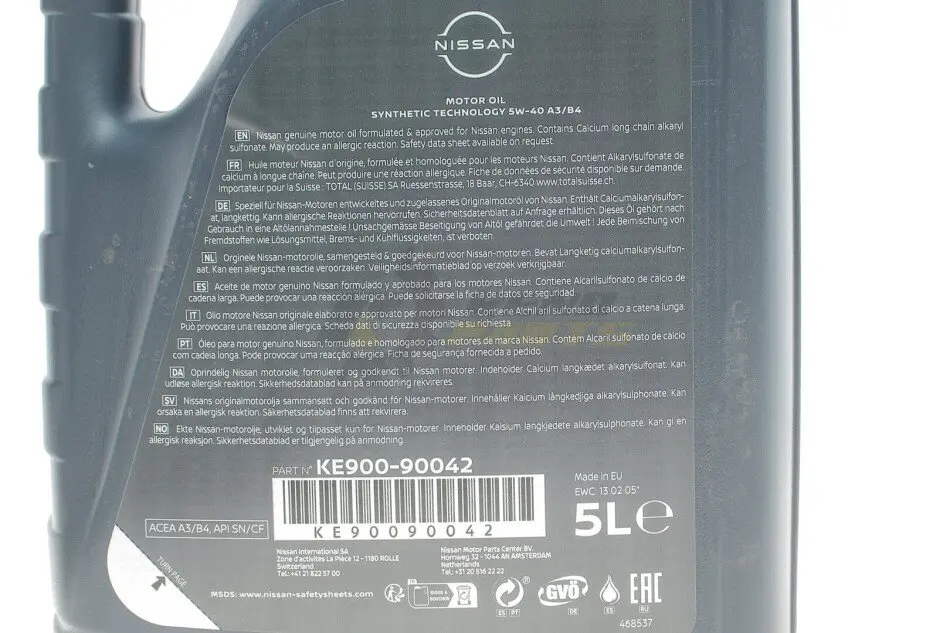 NISSAN
MOTOR OIL
SYNTHETIC TECHNOLOGY 5W-40 A3/B4
EN Nissan genuine motor oil formulated & approved for Nissan engines. Contains Calcium long chain alkaryl
sulfonate. May produce an allergic reaction. Safety data sheet available on request.
FR Huile moteur Nissan d'origine, formulée et homologuée pour les moteurs Nissan. Contient Alkarylsulfonate de
calcium à longue chaîne. Peut produire une réaction allergique. Fiche de données de sécurité disponible sur demande.
Importateur pour la Suisse : TOTAL (SUISSE) SA Ruessenstrasse, 18 Baar, CH-6340 www.totalsuisse.ch.
DE Speziell für Nissan-Motoren entwickeltes und zugelassenes Originalmotoröl von Nissan. Enthält Calciumalkarylsulfon-
at, langkettig. Kann allergische Reaktionen hervorrufen. Sicherheitsdatenblatt auf Anfrage erhältlich. Dieses Öl gehört nach
Gebrauch in eine Altölannahmestelle ! Unsachgemässe Beseitigung von Altöl gefährdet die Umwelt ! Jede Beimischung von
Fremdstoffen wie Lösungsmittel, Brems- und Kühlflüssigkeiten, ist verboten.
NL Orginele Nissan-motorolie, samengesteld & goedgekeurd voor Nissan-motoren. Bevat Langketig calciumalkarylsulfon-
aat. Kan een allergische reactie veroorzaken. Veiligheidsinformatieblad op verzoek verkrijgbaar.
ES Aceite de motor genuino Nissan formulado y aprobado para los motores Nissan. Contiene Alcarilsulfonato de calcio de
cadena larga. Puede provocar una reacción alérgica. Puede solicitarse la ficha de datos de seguridad
IT Olio motore Nissan originale elaborato e approvato per motori Nissan. Contiene Alchil aril sulfonato di calcio a catena lunga.
Può provocare una reazione allergica. Scheda dati di sicurezza disponibile su richiesta
PT Óleo para motor genuíno Nissan, formulado e homologado para motores de marca Nissan. Contém Alcaril sulfonato de calcio
com cadeia longa. Pode provocar uma reacção alérgica. Ficha de segurança fornecida a pedido.
DA Oprindelig Nissan motorolie, formuleret og godkendt til Nissan motorer. Indeholder Calcium langkædet alkarylsulfonat. Kan
udløse allergisk reaktion. Sikkerhedsdatablad kan på anmodning rekvireres.
SV Nissans originalmotorolja sammansatt och godkänd för Nissan-motorer. Innehåller Kalcium långkedjiga alkarylsulphonate. Kan
orsaka en allergisk reaktion. Säkerhetsdatablad finns att rekvirera.
NO Ekte Nissan-motorolje, utviklet og tilpasset kun for Nissan-motorer. Inneholder Kalsium langkjedete alkarylsulphonate. Kan gi en
allergisk reaksjon. Sikkerhetsdatablad er tilgjengelig på anmodning.
PART N° KE900-90042
KE90090042
Made in EU
EWC: 13 02 05*
5L e
ACEA A3/B4, API SN/CF
Nissan International SA
Zone d'activites La Pièce 12 - 1180 ROLLE
Switzerland
Tel.:+41 21 822 57 00
Nissan Motor Parts Center BV.
Hornweg 32 - 1044 AN AMSTERDAM
Netherlands
Tel.: +31 20 516 22 22
TURN PAGE
MSDS: www.nissan-safetysheets.com
ES PT
GVÖ
DE
ES
EAC
RU
468537